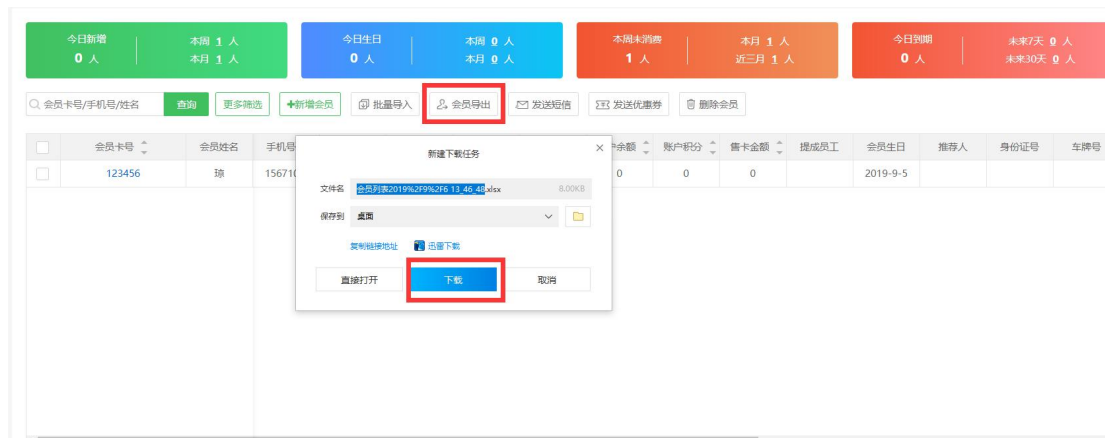 今日新增 本周 1 人 今日生日 本周 0 人 本周未消费 本月 1 人 今日到期 未来7天 0 人
0 人 本月 1 人 0 人 本月 0 人 1 人 近三月 1 人 0 人 未来30天 0 人
会员卡号/手机号/姓名 查询 更多筛选 +新增会员 批量导入 会员导出 发送短信 发送优惠券 删除会员
会员卡号 会员姓名 手机号 户余额 账户积分 售卡金额 提成员工 会员生日 推荐人 身份证号 车牌号
123456 琼 15671 0 0 0 2019-9-5
新建下载任务
文件名 会员列表2019%2F9%2F6 13_46_48.xlsx 8.00KB
保存到 桌面
复制链接地址 迅雷下载
直接打开 下载 取消